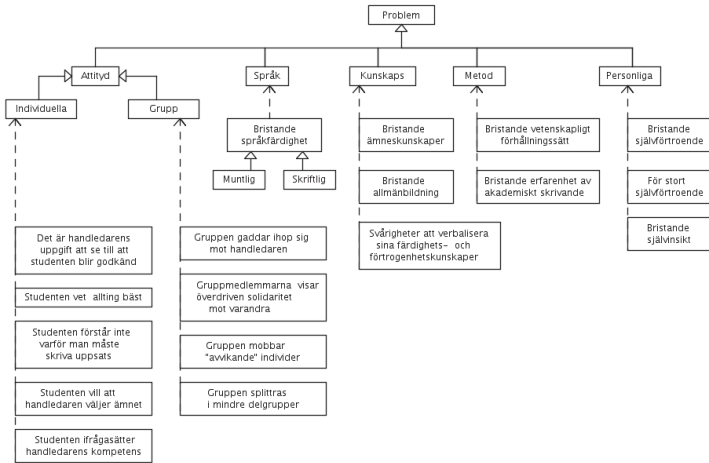 Problem
Attityd
Språk
Kunskaps
Metod
Personliga
Individuella
Grupp
Bristande
språkfärdighet
Muntlig
Skriftlig
Bristande
ämneskunskaper
Bristande
allmänbildning
Svårigheter att verbalisera
sina färdighets- och
förtrogenhetskunskaper
Bristande vetenskapligt
förhållningssätt
Bristande erfarenhet av
akademiskt skrivande
Bristande
självförtroende
För stort
självförtroende
Bristande
självinsikt
Det är handledarens
uppgift att se till att
studenten blir godkänd
Studenten vet allting bäst
Studenten förstår inte
varför man måste
skriva uppsats
Studenten vill att
handledaren väljer ämnet
Studenten ifrågasätter
handledarens kompetens
Gruppen gaddar ihop sig
mot handledaren
Gruppmedlemmarna visar
överdriven solidaritet
mot varandra
Gruppen mobbar
"avvikande" individer
Gruppen splittras
i mindre delgrupper